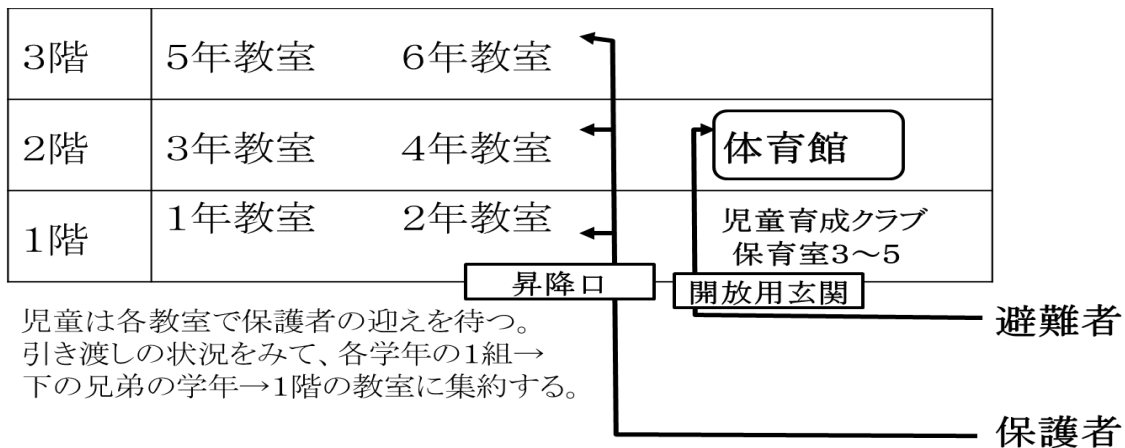 3階
5年教室
6年教室
2階
3年教室
4年教室
体育館
1階
1年教室
2年教室
児童育成クラブ
保育室3～5
昇降口
開放用玄関
避難者
児童は各教室で保護者の迎えを待つ。
引き渡しの状況をみて、各学年の1組→
下の兄弟の学年→1階の教室に集約する。
保護者